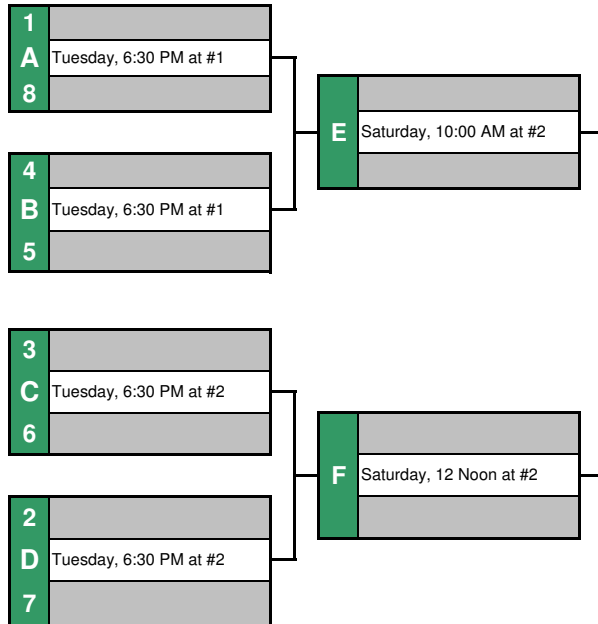 1
A Tuesday, 6:30 PM at #1
8
E Saturday, 10:00 AM at #2
4
B Tuesday, 6:30 PM at #1
5
3
C Tuesday, 6:30 PM at #2
6
F Saturday, 12 Noon at #2
2
D Tuesday, 6:30 PM at #2
7